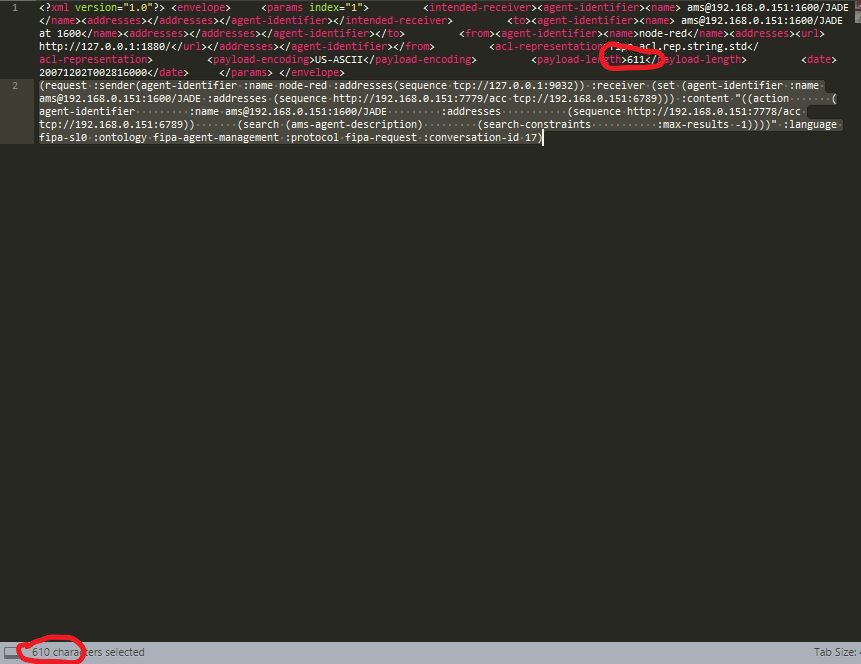 1 <?xml version="1.0"?> <envelope> <params index="1"> <intended-receiver><agent-identifier><name> ams@192.168.0.151:1600/JADE
</name><addresses></addresses></agent-identifier></intended-receiver> <to><agent-identifier><name> ams@192.168.0.151:1600/JADE
at 1600</name><addresses></addresses></agent-identifier></to> <from><agent-identifier><name>node-red</name><addresses><url>
http://127.0.0.1:1880/</url></addresses></agent-identifier></from> <acl-representation>fipa.acl.rep.string.std</
acl-representation> <payload-encoding>US-ASCII</payload-encoding> <payload-length>611</payload-length> <date>
20071202T002816000</date> </params> </envelope>
2 (request :sender(agent-identifier :name node-red :addresses(sequence tcp://127.0.0.1:9032)) :receiver (set (agent-identifier :name
ams@192.168.0.151:1600/JADE :addresses (sequence http://192.168.0.151:7779/acc tcp://192.168.0.151:6789))) :content "((action (
agent-identifier :name ams@192.168.0.151:1600/JADE :addresses (sequence http://192.168.0.151:7778/acc
tcp://192.168.0.151:6789)) (search (ams-agent-description) (search-constraints :max-results -1))))" :language
fipa-sl0 :ontology fipa-agent-management :protocol fipa-request :conversation-id 17)
610 characters selected
Tab Size: 4